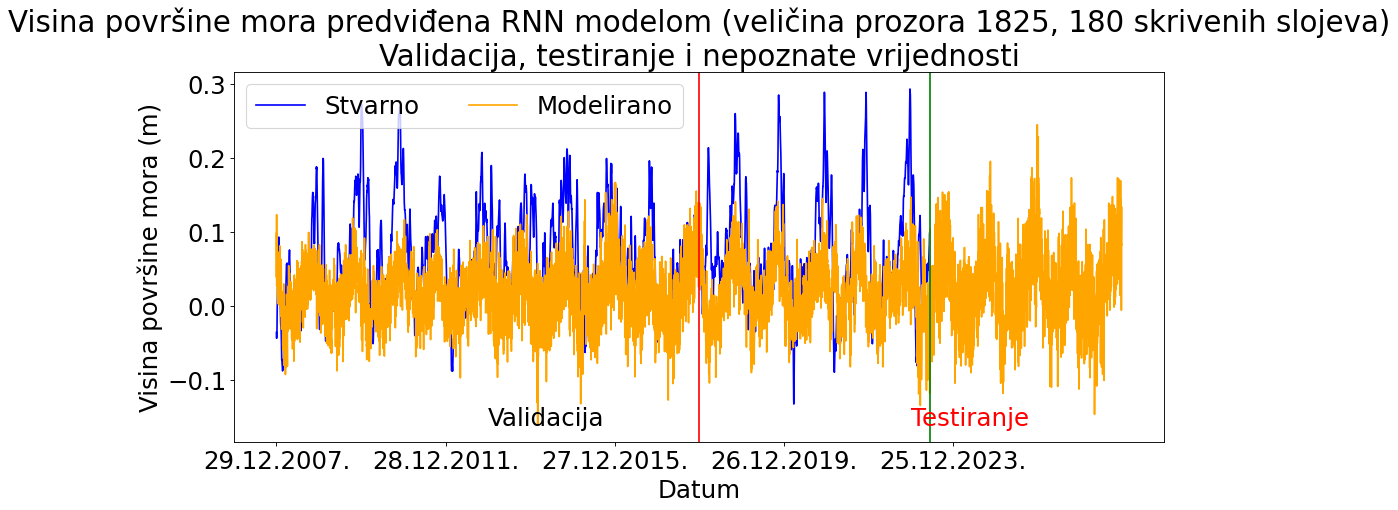 Visina površine mora predviđena RNN modelom (veličina prozora 1825, 180 skrivenih slojeva)
Validacija, testiranje i nepoznate vrijednosti
Stvarno
Modelirano
Visina površine mora (m)
0.3
0.2
0.1
0.0
−0.1
Validacija
Testiranje
29.12.2007.
28.12.2011.
27.12.2015.
26.12.2019.
25.12.2023.
Datum